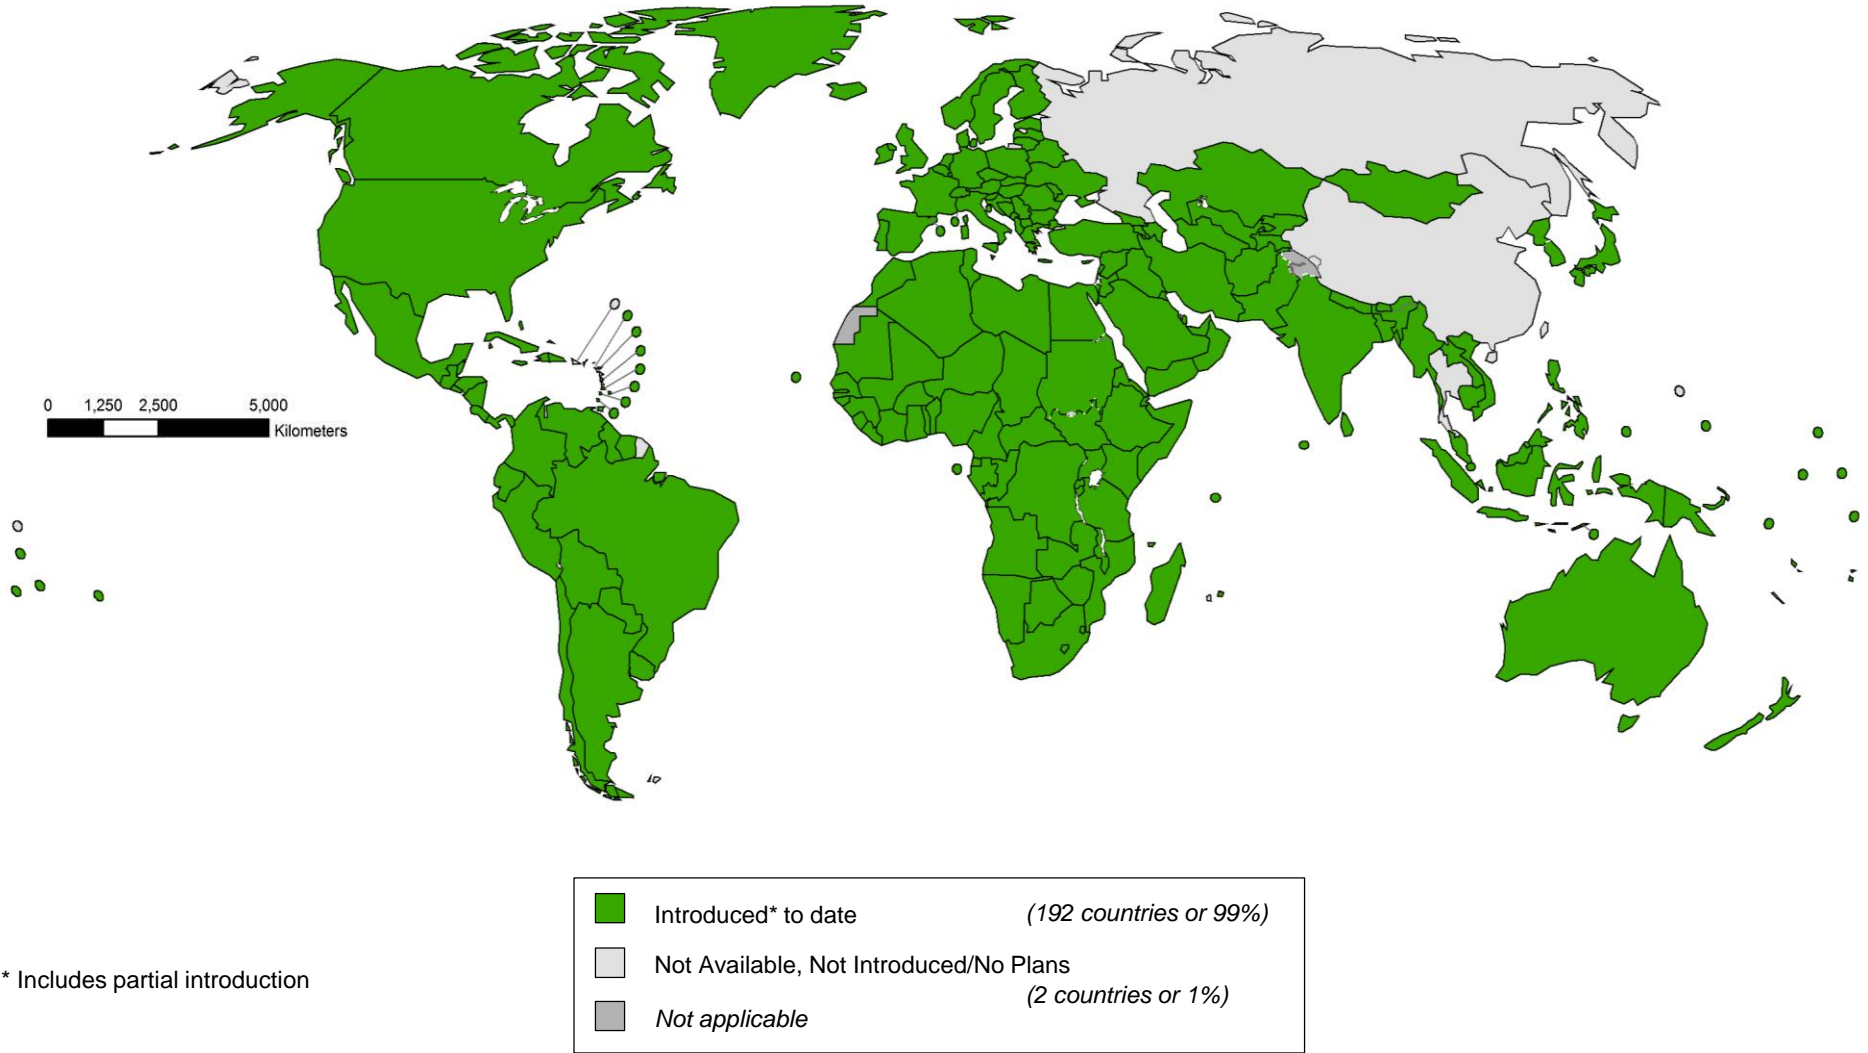 0 1,250 2,500 5,000
Kilometers
Introduced* to date (192 countries or 99%)
Not Available, Not Introduced/No Plans
(2 countries or 1%)
* Includes partial introduction
Not applicable